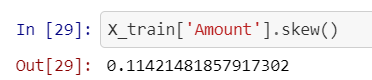 In [29]: X_train['Amount'].skew()
Out[29]: 0.11421481857917302